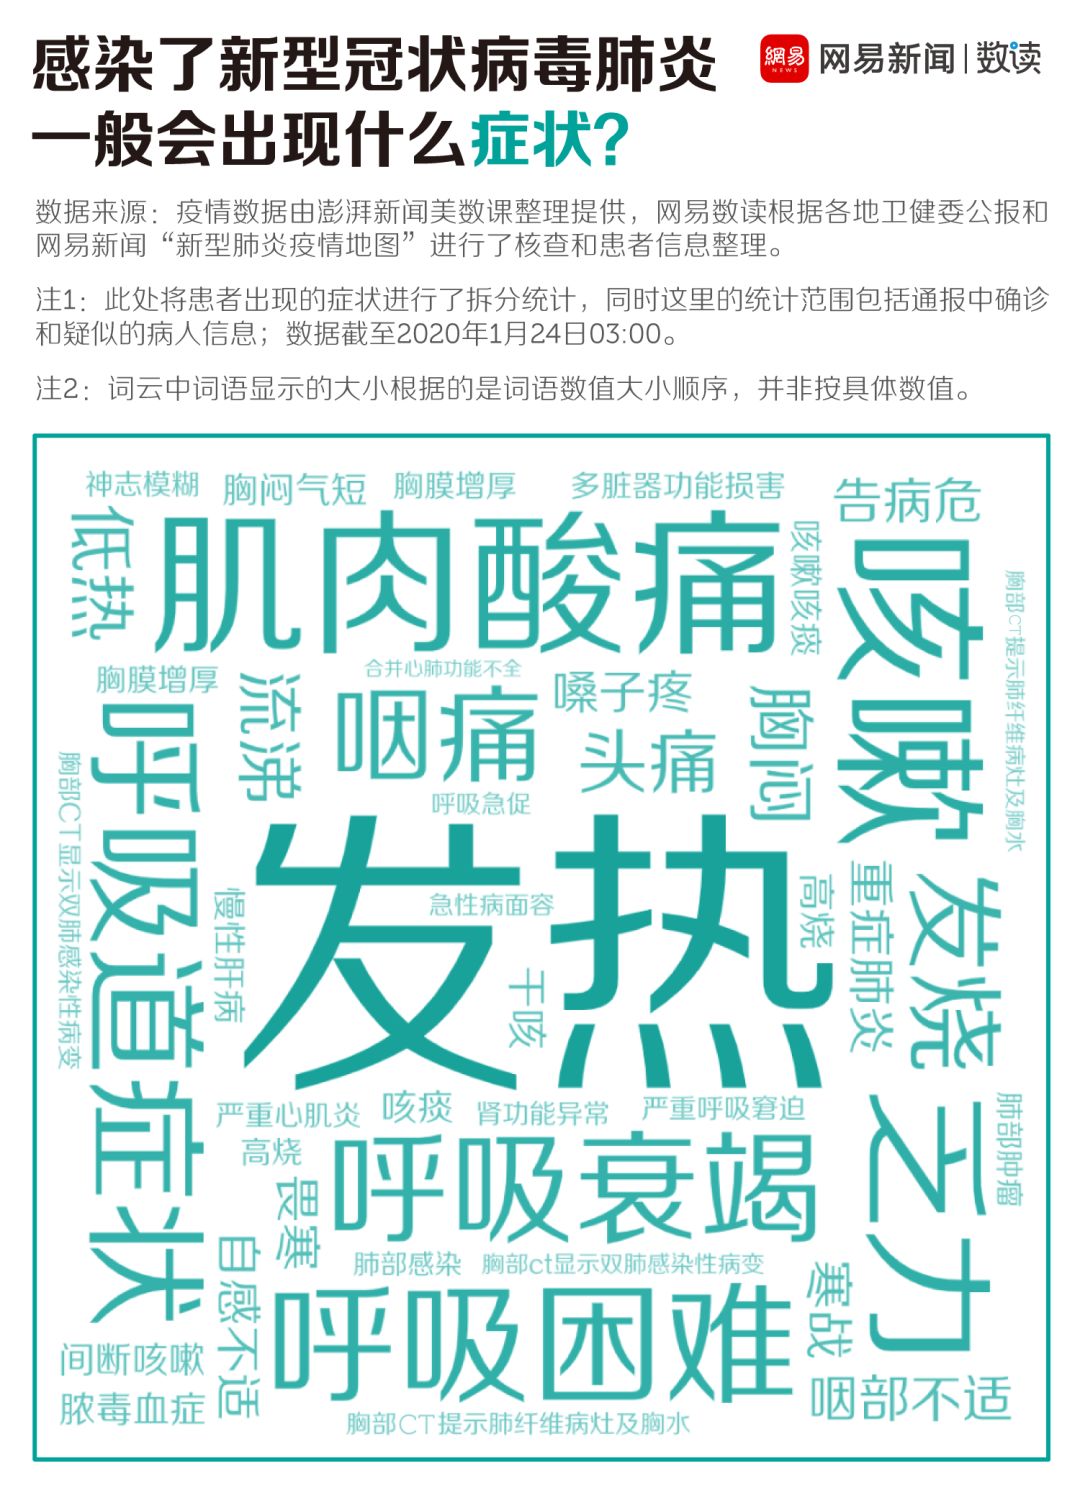 感染了新型冠状病毒肺炎
一般会出现什么症状？
網易
NEWS
网易新闻|数读
数据来源：疫情数据由澎湃新闻美数课整理提供，网易数读根据各地卫健委公报和
网易新闻“新型肺炎疫情地图”进行了核查和患者信息整理。
注1：此处将患者出现的症状进行了拆分统计，同时这里的统计范围包括通报中确诊
和疑似的病人信息；数据截至2020年1月24日03:00。
注2：词云中词语显示的大小根据的是词语数值大小顺序，并非按具体数值。
神志模糊
胸闷气短
胸膜增厚
多脏器功能损害
告病危
低热
肌肉酸痛
咳嗽咳痰
咳嗽
胸部CT提示肺纤维病灶及胸水
胸膜增厚
流涕
合并心肺功能不全
咽痛
嗓子疼
头痛
胸闷
呼吸道症状
胸部CT显示双肺感染性病变
呼吸急促
发热
急性病面容
慢性肝病
干咳
高烧
重症肺炎
发烧
严重心肌炎
咳痰
肾功能异常
严重呼吸窘迫
乏力
肺部肿瘤
高烧
畏寒
呼吸衰竭
自感不适
肺部感染
胸部ct显示双肺感染性病变
寒战
呼吸困难
间断咳嗽
脓毒血症
咽部不适
胸部CT提示肺纤维病灶及胸水